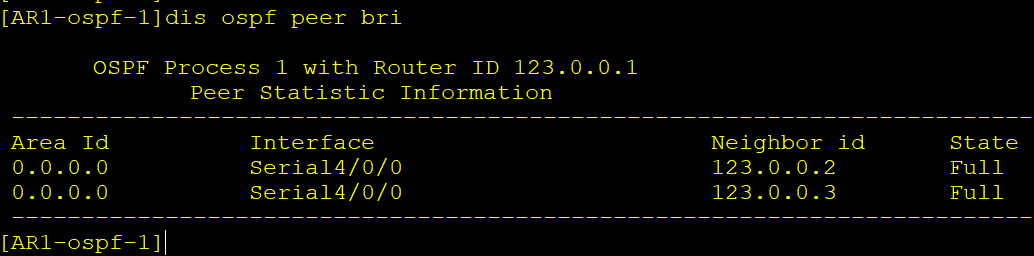 [AR1-ospf-1]dis ospf peer bri
OSPF Process 1 with Router ID 123.0.0.1
Peer Statistic Information
----------------------------------------------------------------------------
Area Id Interface Neighbor id State
0.0.0.0 Serial4/0/0 123.0.0.2 Full
0.0.0.0 Serial4/0/0 123.0.0.3 Full
----------------------------------------------------------------------------
[AR1-ospf-1]